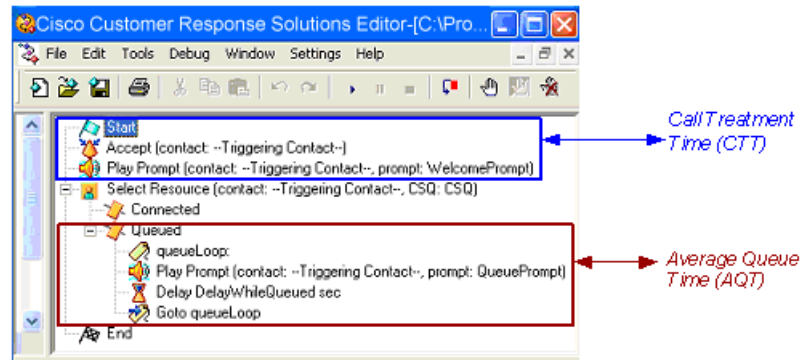 Cisco Customer Response Solutions Editor-[C:\Pro...
File Edit Tools Debug Window Settings Help
Start
Accept (contact: --Triggering Contact--)
Play Prompt (contact: --Triggering Contact--, prompt: WelcomePrompt)
Select Resource (contact: --Triggering Contact--, CSQ: CSQ)
Connected
Queued
queueLoop:
Play Prompt (contact: --Triggering Contact--, prompt: QueuePrompt)
Delay DelayWhileQueued sec
Goto queueLoop
End
Call Treatment
Time (CTT)
Average Queue
Time (AQT)